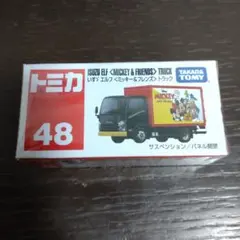 トミカ
48
ISUZU ELF <MICKEY & FRIENDS> TRUCK
いすゞ エルフ <ミッキー&フレンズ> トラック
TAKARA
TOMY
MICKEY
サスペンション/パネル開閉